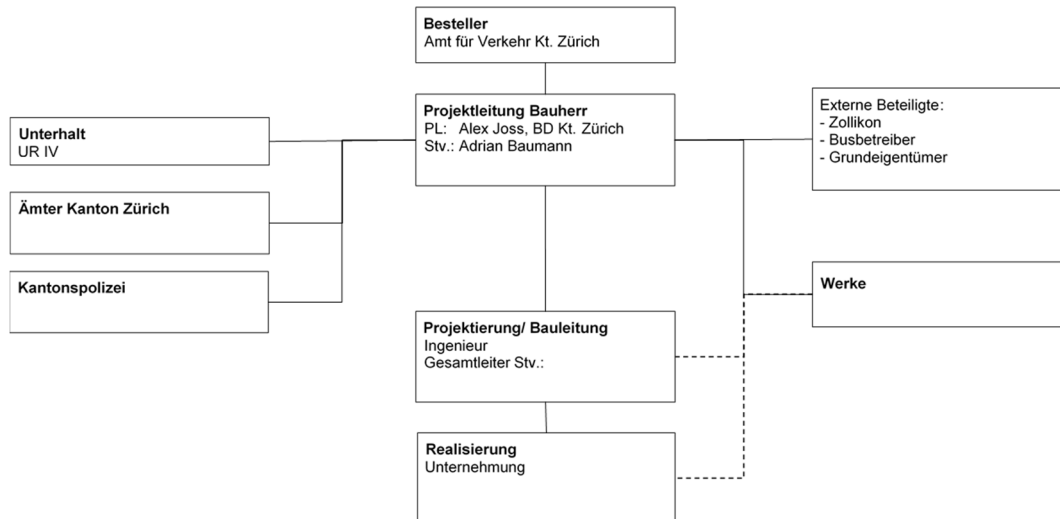 Besteller
Amt für Verkehr Kt. Zürich
Projektleitung Bauherr
PL: Alex Joss, BD Kt. Zürich
Stv.: Adrian Baumann
Externe Beteiligte:
- Zollikon
- Busbetreiber
- Grundeigentümer
Unterhalt
UR IV
Ämter Kanton Zürich
Kantonspolizei
Werke
Projektierung/ Bauleitung
Ingenieur
Gesamtleiter Stv.:
Realisierung
Unternehmung